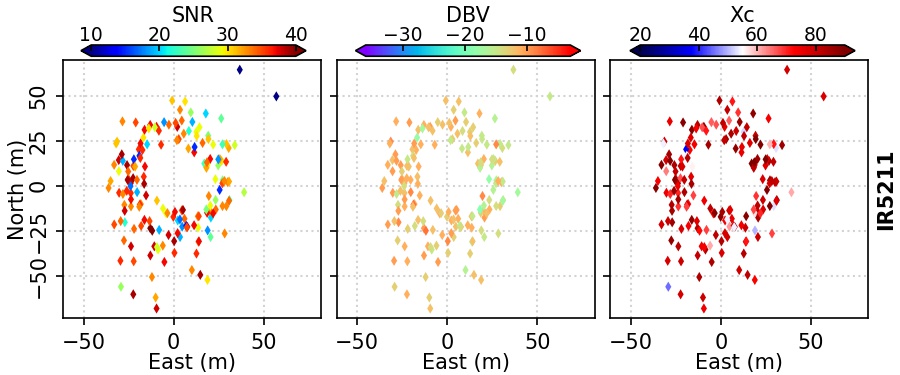 SNR DBV Xc
10 20 30 40 −30 −20 −10 20 40 60 80
North (m)
50
25
0
−25
−50
IR5211
−50 0 50 −50 0 50 −50 0 50
East (m) East (m) East (m)